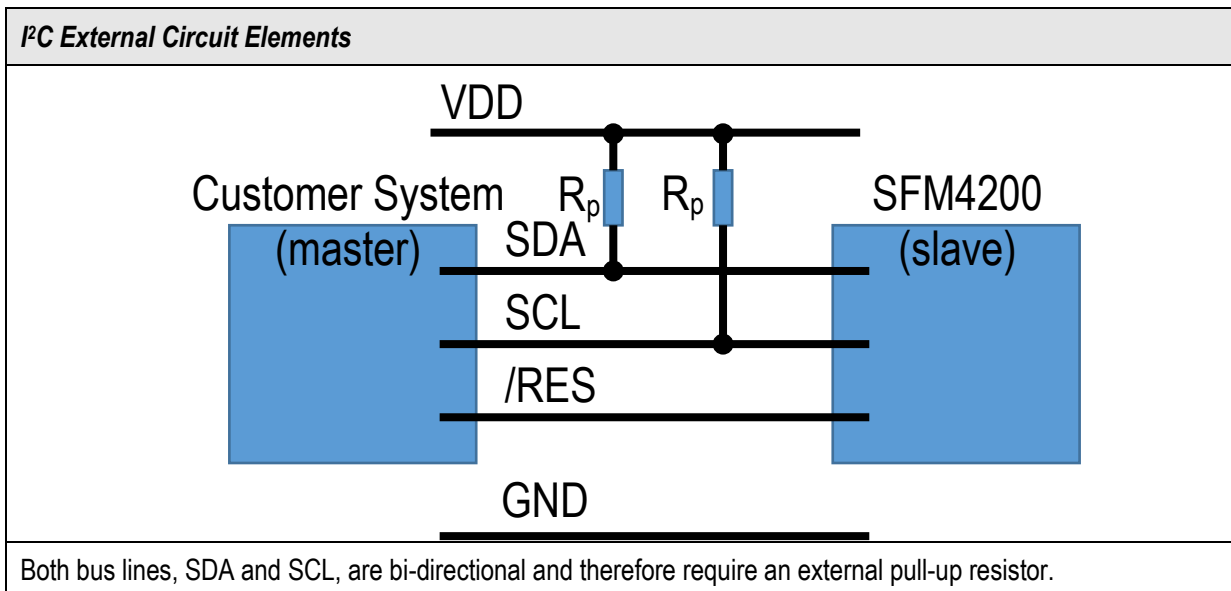 I²C External Circuit Elements
VDD
Customer System
(master)
Rp
Rp
SFM4200
(slave)
SDA
SCL
/RES
GND
Both bus lines, SDA and SCL, are bi-directional and therefore require an external pull-up resistor.